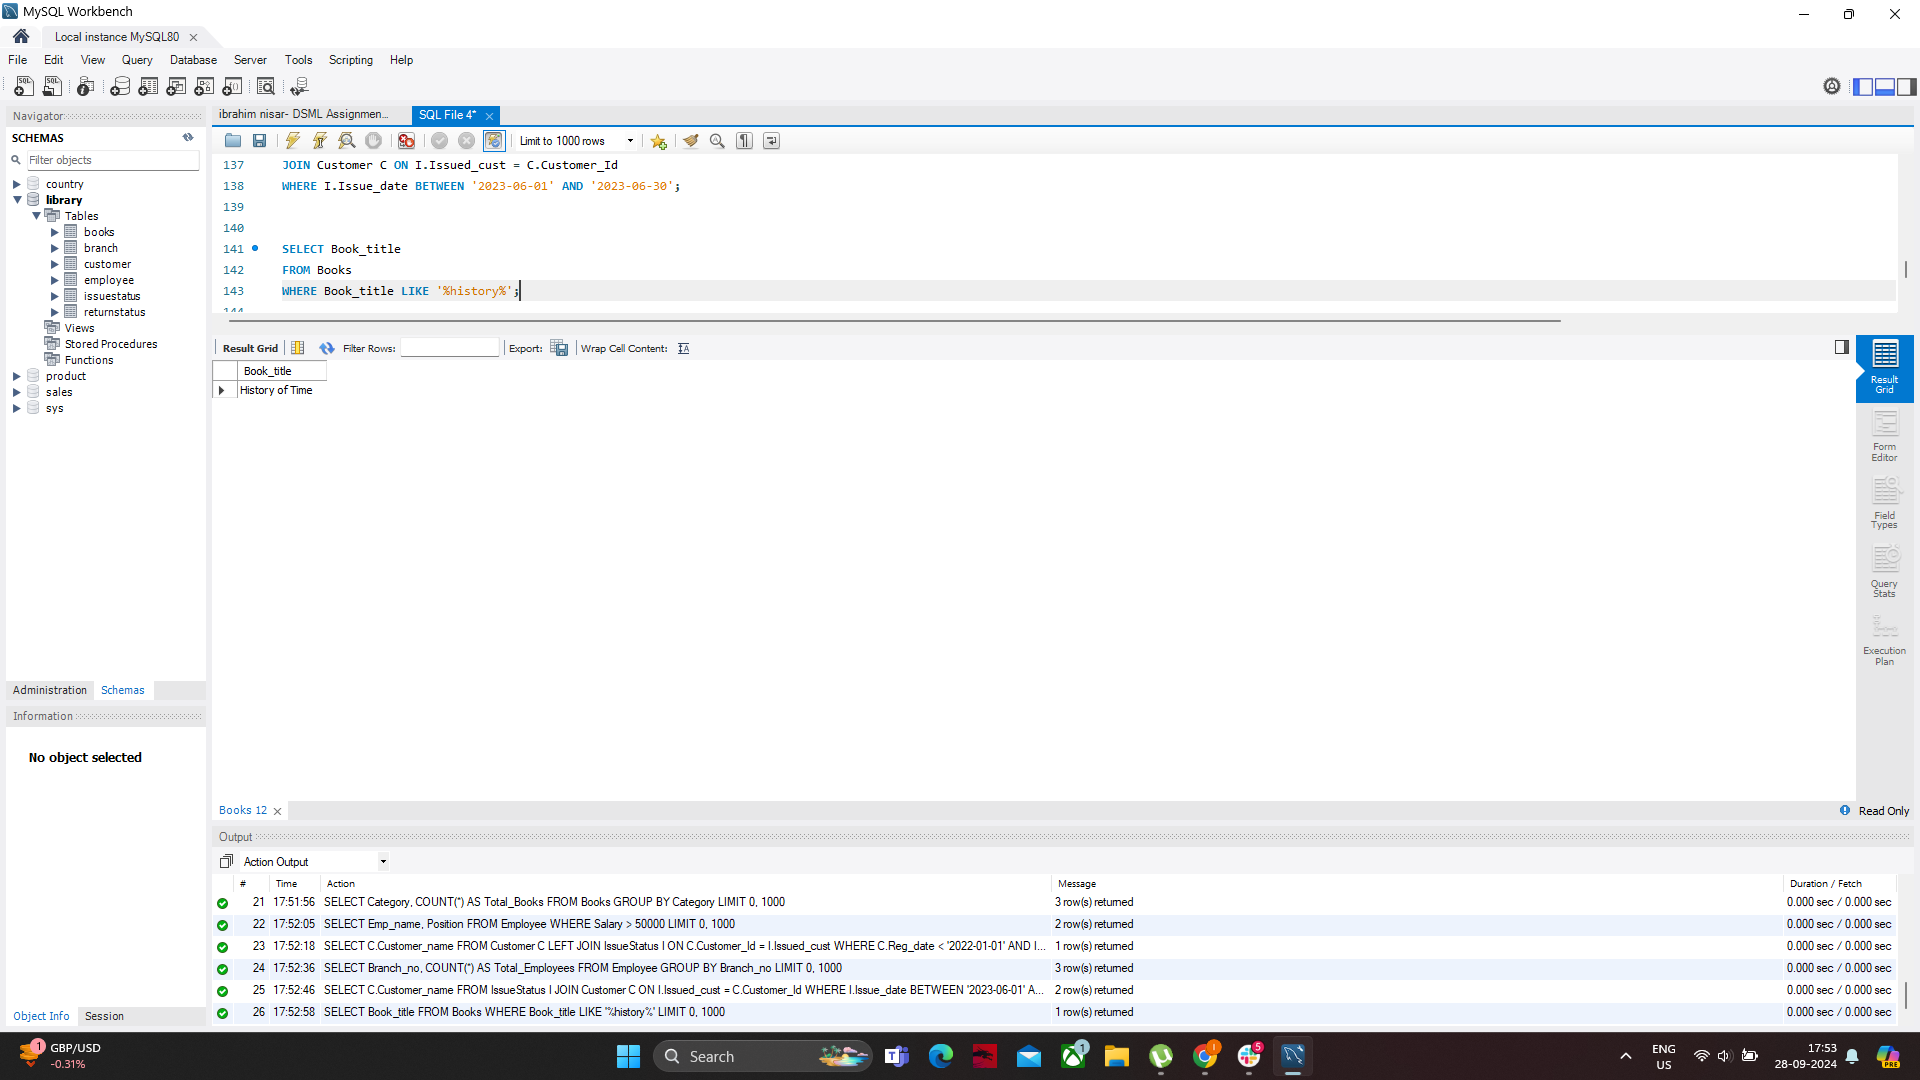 MySQL Workbench
Local instance MySQL80
File Edit View Query Database Server Tools Scripting Help
Navigator
SCHEMAS
Filter objects
country
library
Tables
books
branch
customer
employee
issuestatus
returnstatus
Views
Stored Procedures
Functions
product
sales
sys
Administration Schemas
Information
No object selected
Object Info Session
ibrahim nisar- DSML Assignmen... SQL File 4*
Limit to 1000 rows
137 JOIN Customer C ON I.Issued_cust = C.Customer_Id
138 WHERE I.Issue_date BETWEEN '2023-06-01' AND '2023-06-30';
139
140
141 SELECT Book_title
142 FROM Books
143 WHERE Book_title LIKE '%history%';
144
Result Grid Filter Rows: Export: Wrap Cell Content:
Book_title
History of Time
Result Grid
Form Editor
Field Types
Query Stats
Execution Plan
Books 12
Read Only
Output
Action Output
# Time Action Message Duration / Fetch
21 17:51:56 SELECT Category, COUNT(*) AS Total_Books FROM Books GROUP BY Category LIMIT 0, 1000 3 row(s) returned 0.000 sec / 0.000 sec
22 17:52:05 SELECT Emp_name, Position FROM Employee WHERE Salary > 50000 LIMIT 0, 1000 2 row(s) returned 0.000 sec / 0.000 sec
23 17:52:18 SELECT C.Customer_name FROM Customer C LEFT JOIN IssueStatus I ON C.Customer_Id = I.Issued_cust WHERE C.Reg_date < '2022-01-01' AND I... 1 row(s) returned 0.000 sec / 0.000 sec
24 17:52:36 SELECT Branch_no, COUNT(*) AS Total_Employees FROM Employee GROUP BY Branch_no LIMIT 0, 1000 3 row(s) returned 0.000 sec / 0.000 sec
25 17:52:46 SELECT C.Customer_name FROM IssueStatus I JOIN Customer C ON I.Issued_cust = C.Customer_Id WHERE I.Issue_date BETWEEN '2023-06-01' A... 2 row(s) returned 0.000 sec / 0.000 sec
26 17:52:58 SELECT Book_title FROM Books WHERE Book_title LIKE '%history%' LIMIT 0, 1000 1 row(s) returned 0.000 sec / 0.000 sec
1 GBP/USD
-0.31%
Search
1
1
5
ENG
US
17:53
28-09-2024
PRE